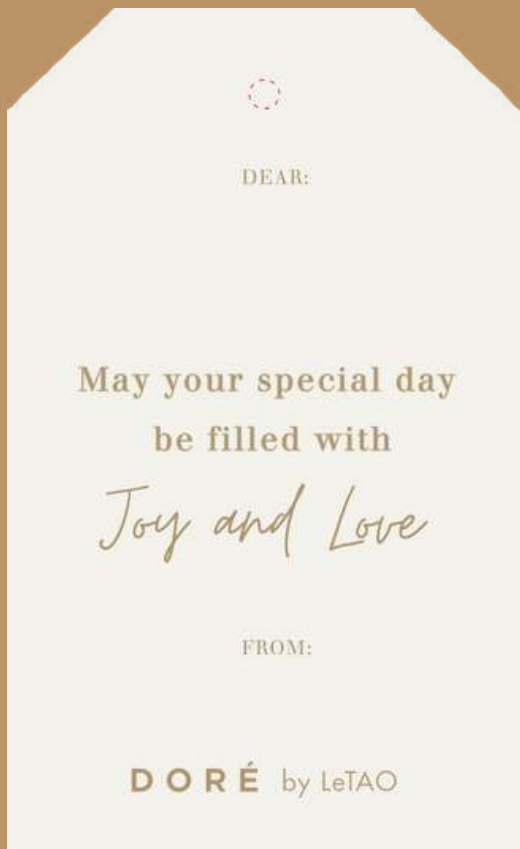 DEAR:
May your special day
be filled with
Joy and Love
FROM:
DORÉ by LeTAO